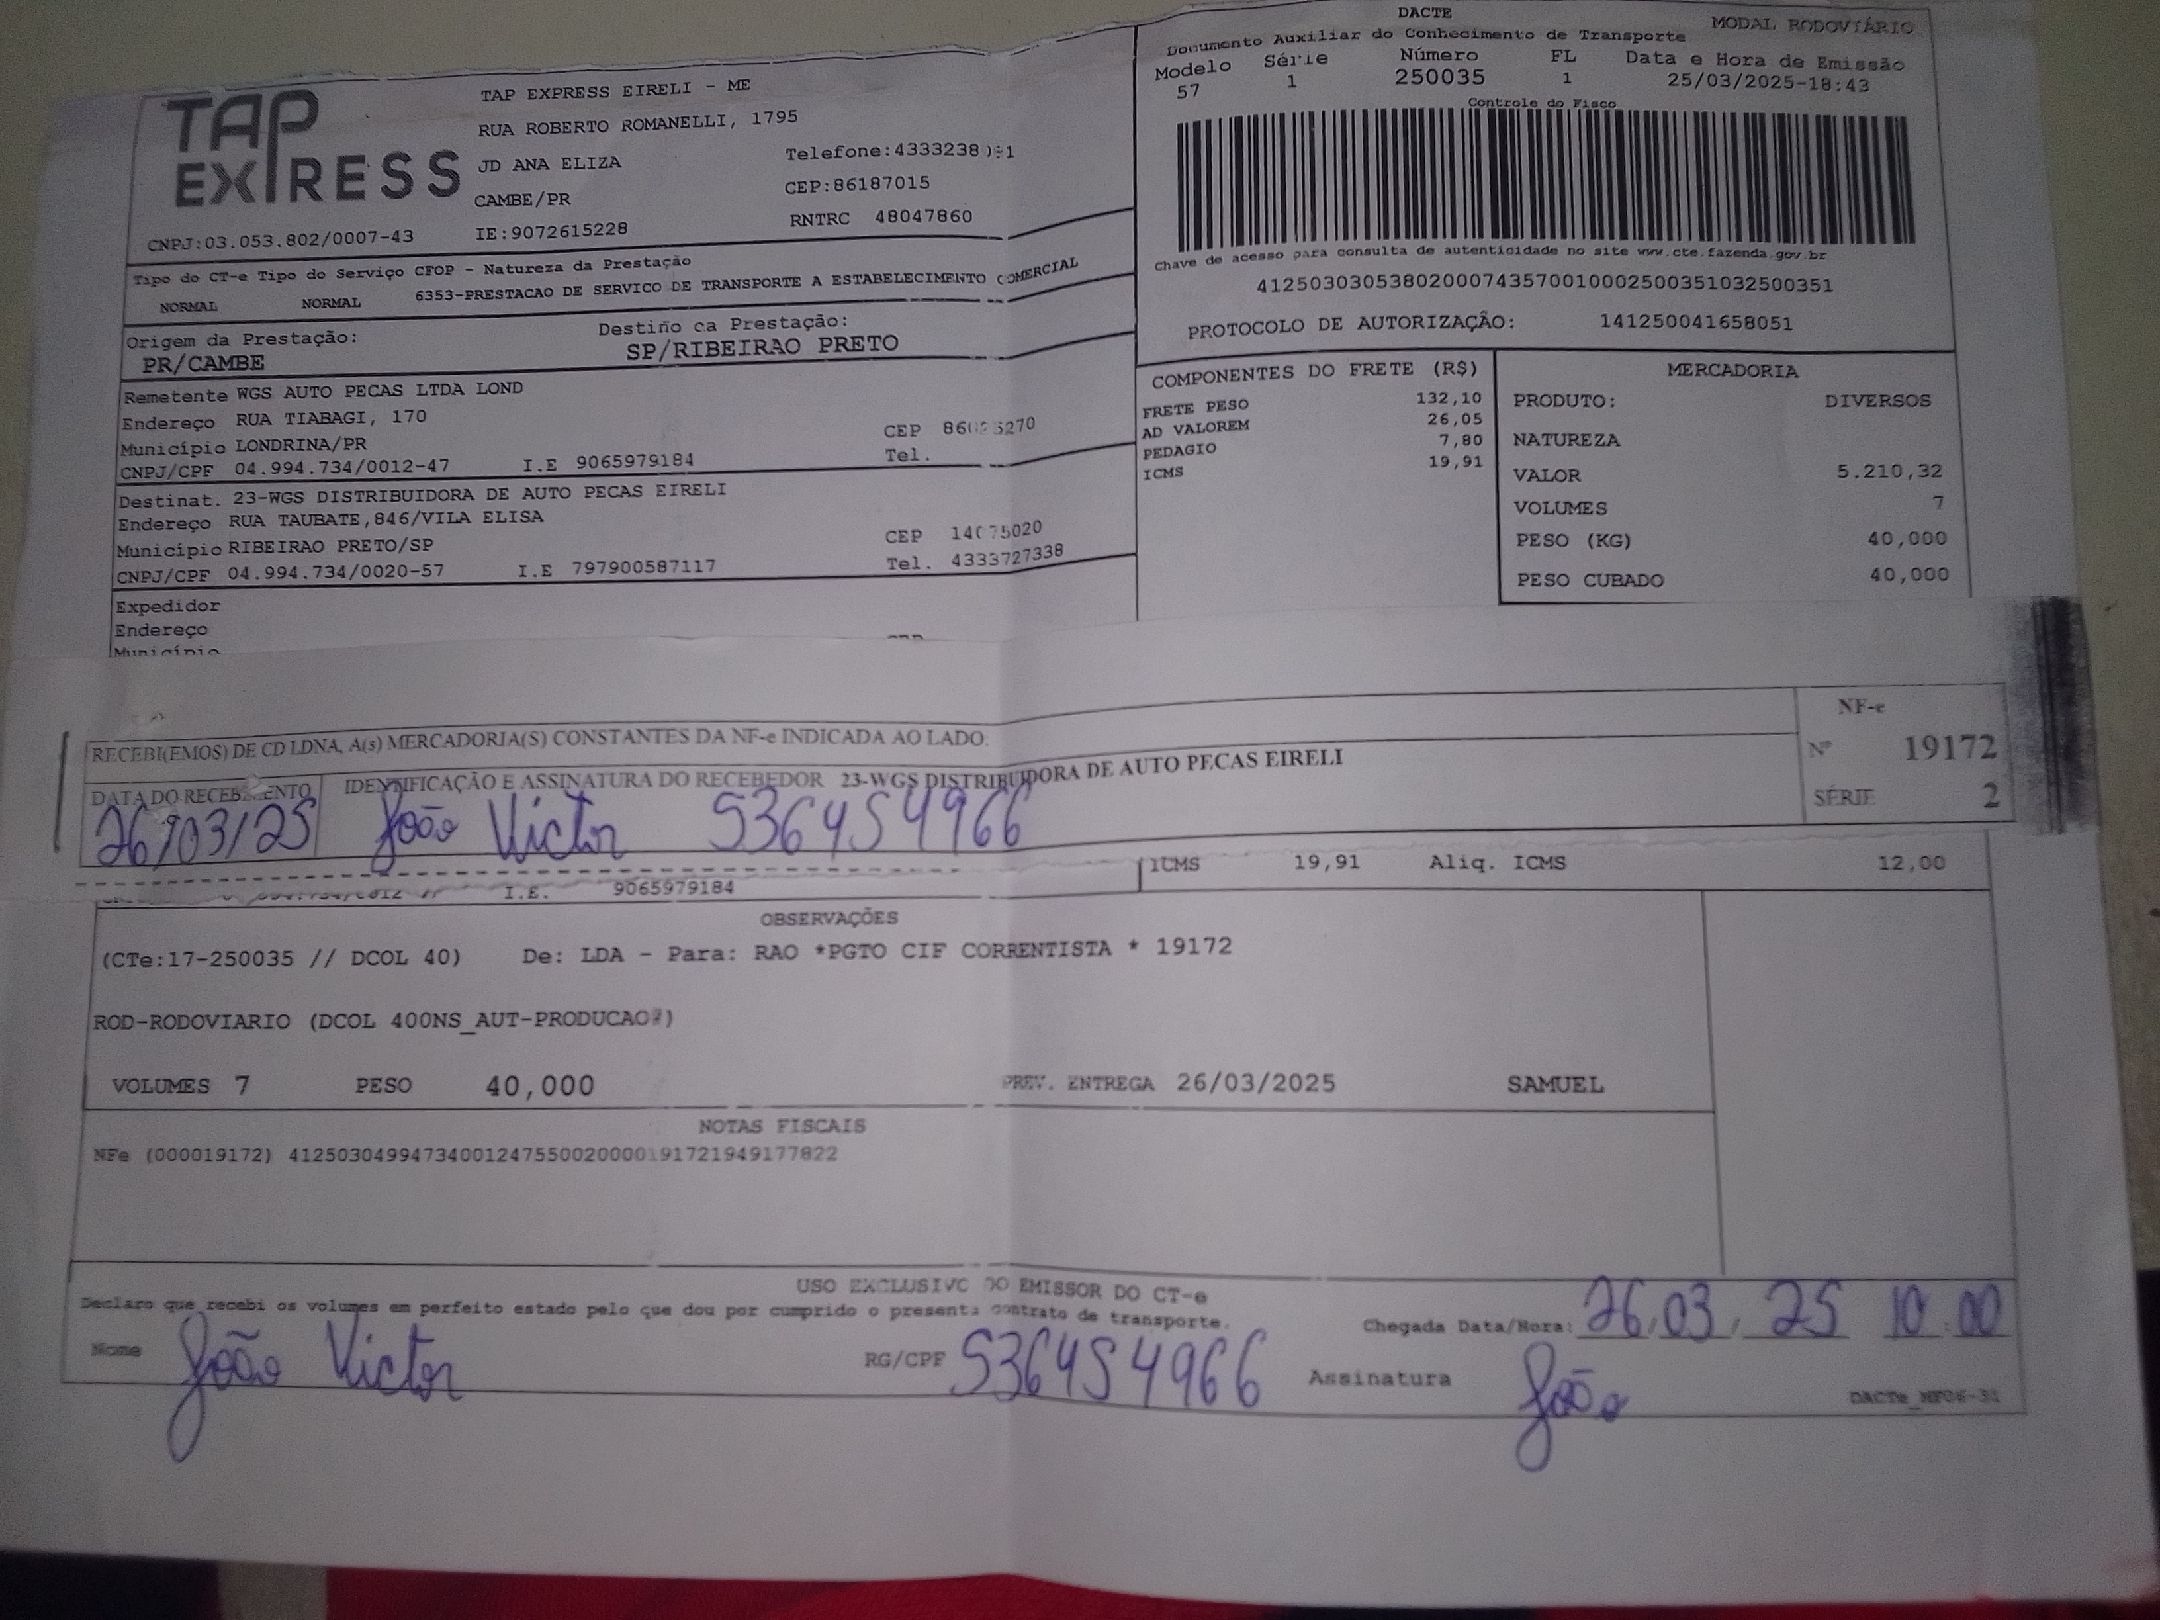 DACTE
MODAL RODOVIÁRIO
Documento Auxiliar do Conhecimento de Transporte
Modelo Série Número FL Data e Hora de Emissão
57 1 250035 1 25/03/2025-18:43
Controle do Fisco
TAP EXPRESS
TAP EXPRESS EIRELI - ME
RUA ROBERTO ROMANELLI, 1795
JD ANA ELIZA Telefone:4333238
CAMBE/PR CEP:86187015
CNPJ:03.053.802/0007-43 IE:9072615228 RNTRC 48047860
Chave de acesso para consulta de autenticidade no site www.cte.fazenda.gov.br
41250303053802000743570010002500351032500351
PROTOCOLO DE AUTORIZAÇÃO: 141250041658051
Tipo do CT-e Tipo do Serviço CFOP - Natureza da Prestação
NORMAL NORMAL 6353-PRESTACAO DE SERVICO DE TRANSPORTE A ESTABELECIMENTO COMERCIAL
Origem da Prestação: Destino da Prestação:
PR/CAMBE SP/RIBEIRAO PRETO
Remetente WGS AUTO PECAS LTDA LOND
Endereço RUA TIABAGI, 170
Município LONDRINA/PR CEP
CNPJ/CPF 04.994.734/0012-47 I.E 9065979184 Tel.
Destinat. 23-WGS DISTRIBUIDORA DE AUTO PECAS EIRELI
Endereço RUA TAUBATE,846/VILA ELISA
Município RIBEIRAO PRETO/SP CEP 14075020
CNPJ/CPF 04.994.734/0020-57 I.E 797900587117 Tel. 4333727338
Expedidor
Endereço
Município
COMPONENTES DO FRETE (R$)
FRETE PESO 132,10
AD VALOREM 26,05
PEDAGIO 7,80
ICMS 19,91
MERCADORIA
PRODUTO: DIVERSOS
NATUREZA
VALOR 5.210,32
VOLUMES 7
PESO (KG) 40,000
PESO CUBADO 40,000
RECEBI(EMOS) DE CD LDNA, A(s) MERCADORIA(S) CONSTANTES DA NF-e INDICADA AO LADO.
DATA DO RECEBIMENTO IDENTIFICAÇÃO E ASSINATURA DO RECEBEDOR 23-WGS DISTRIBUIDORA DE AUTO PECAS EIRELI
26/03/25 João Victor 536454966
NF-e
Nº 19172
SÉRIE 2
I.E. 9065979184
ICMS 19,91 Aliq. ICMS 12,00
OBSERVAÇÕES
(CTe:17-250035 // DCOL 40) De: LDA - Para: RAO *PGTO CIF CORRENTISTA * 19172
ROD-RODOVIARIO (DCOL 400NS_AUT-PRODUCAO*)
VOLUMES 7 PESO 40,000 PREV. ENTREGA 26/03/2025 SAMUEL
NOTAS FISCAIS
NFe (000019172) 41250304994734001247550020000191721949177822
USO EXCLUSIVO DO EMISSOR DO CT-e
Declaro que recebi os volumes em perfeito estado pelo que dou por cumprido o presente contrato de transporte.
Chegada Data/Hora: 26/03/25 10:00
Nome João Victor RG/CPF 536454966 Assinatura João
DACTe_MF06-31